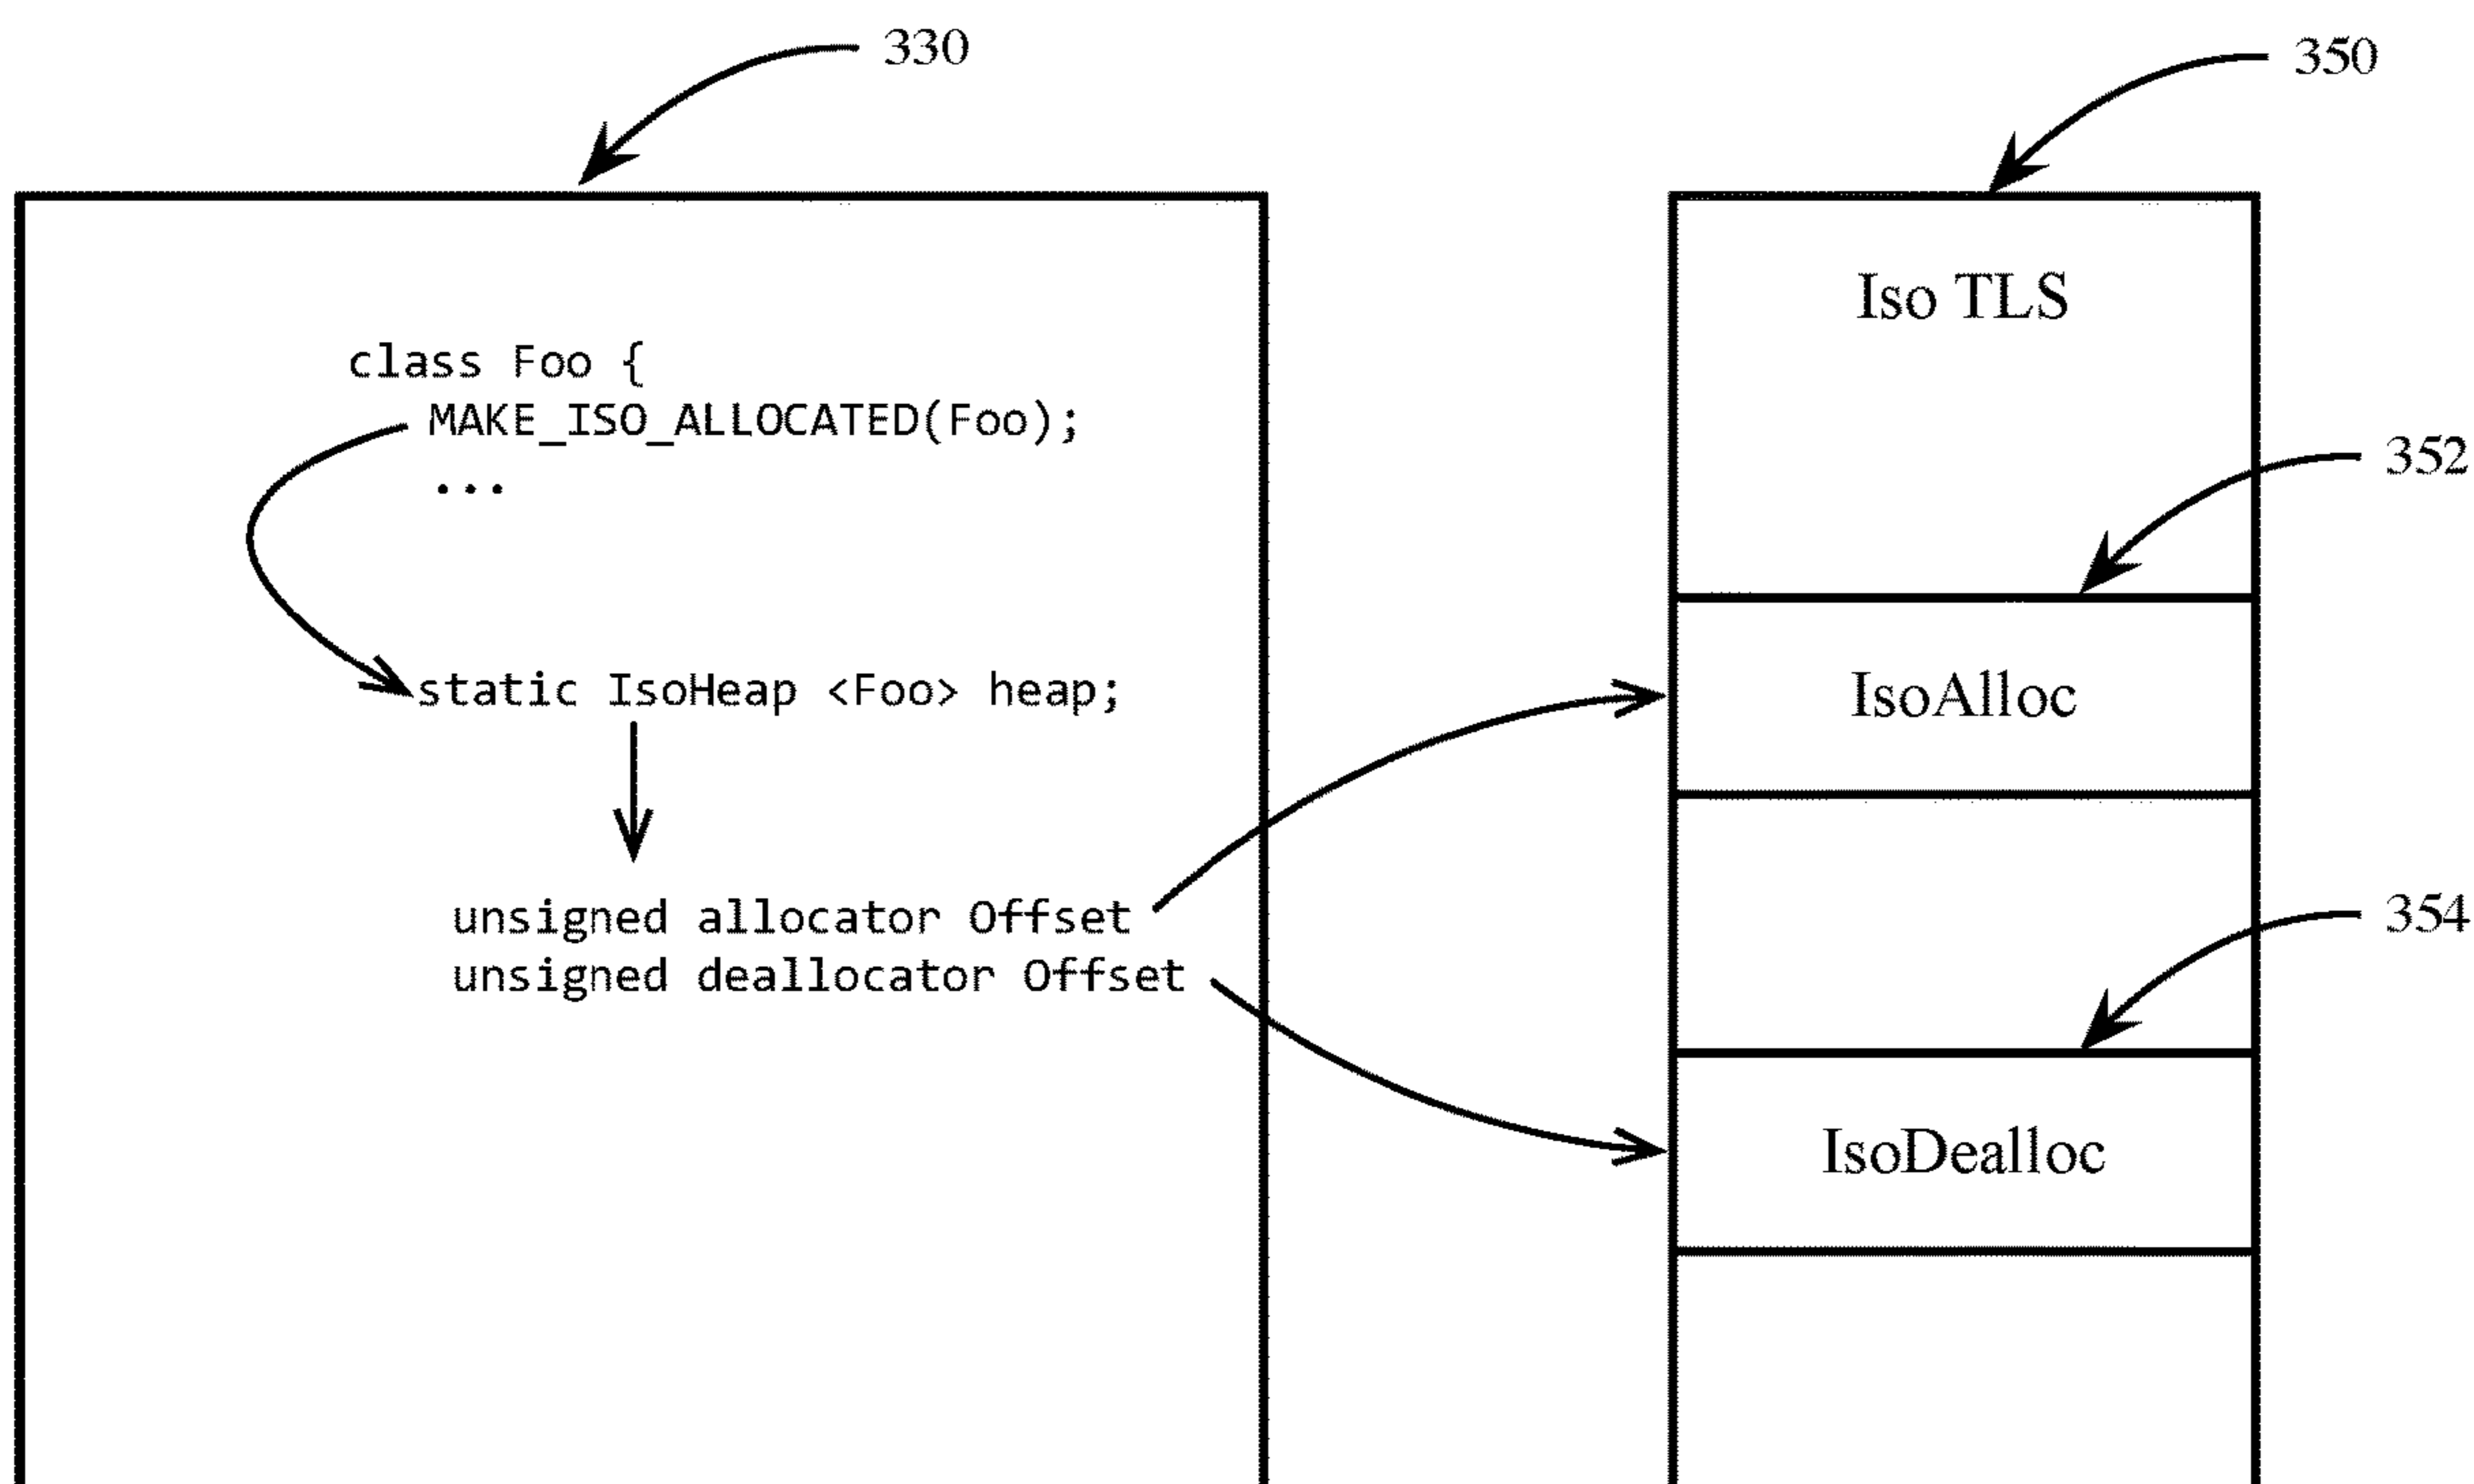 330
class Foo {
MAKE_ISO_ALLOCATED(Foo);
...
static IsoHeap <Foo> heap;
unsigned allocator Offset
unsigned deallocator Offset
350
Iso TLS
352
IsoAlloc
354
IsoDealloc